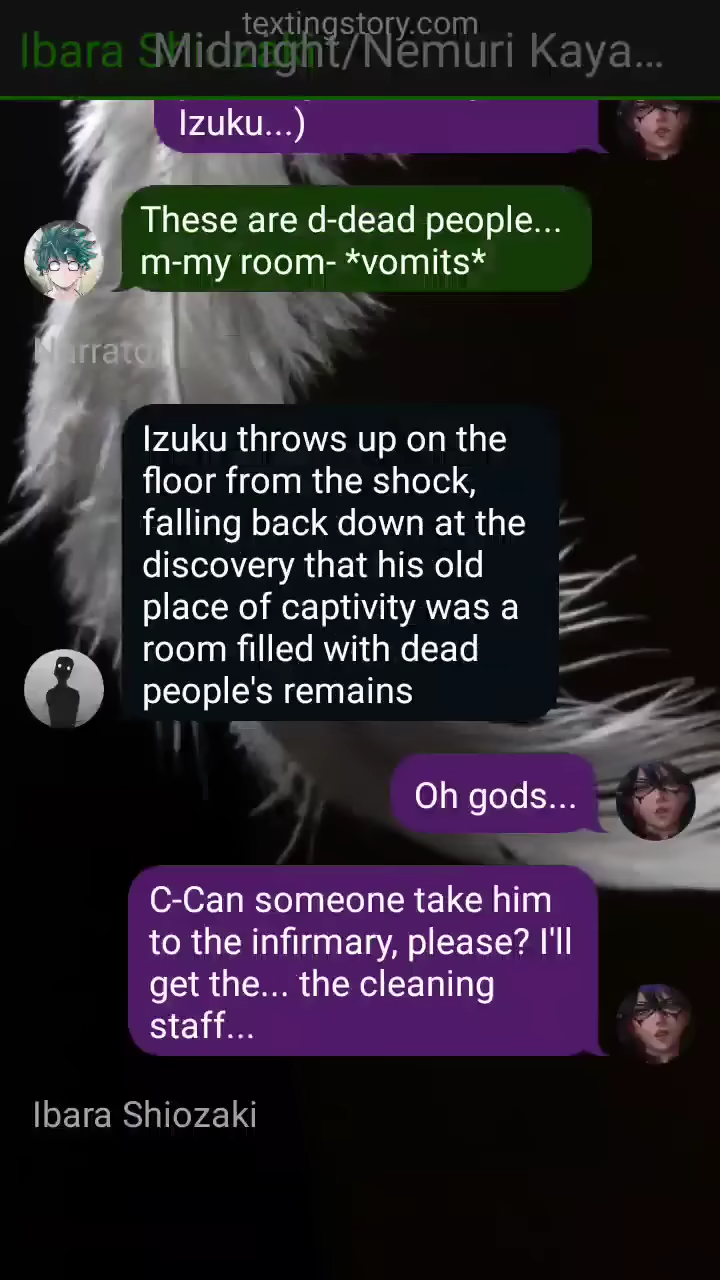 textingstory.com
Ibara Shiozaki
Midnight/Nemuri Kaya...
Izuku...)
These are d-dead people...
m-my room- *vomits*
Narrator
Izuku throws up on the
floor from the shock,
falling back down at the
discovery that his old
place of captivity was a
room filled with dead
people's remains
Oh gods...
C-Can someone take him
to the infirmary, please? I'll
get the... the cleaning
staff...
Ibara Shiozaki